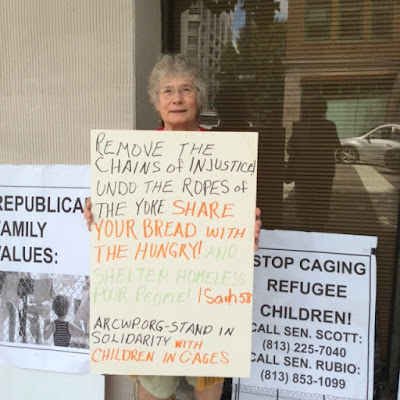 REPUBLICA
FAMILY
VALUES:
REMOVE THE
CHAINS OF INJUSTICE!
UNDO THE ROPES OF
THE YOKE SHARE
YOUR BREAD WITH
THE HUNGRY! AND
SHELTER HOMELESS
POOR PEOPLE! ISaiah 58
ARCWP.ORG-STAND IN
SOLIDARITY WITH
CHILDREN IN CAGES
STOP CAGING
REFUGEE
CHILDREN!
CALL SEN. SCOTT:
(813) 225-7040
CALL SEN. RUBIO:
(813) 853-1099